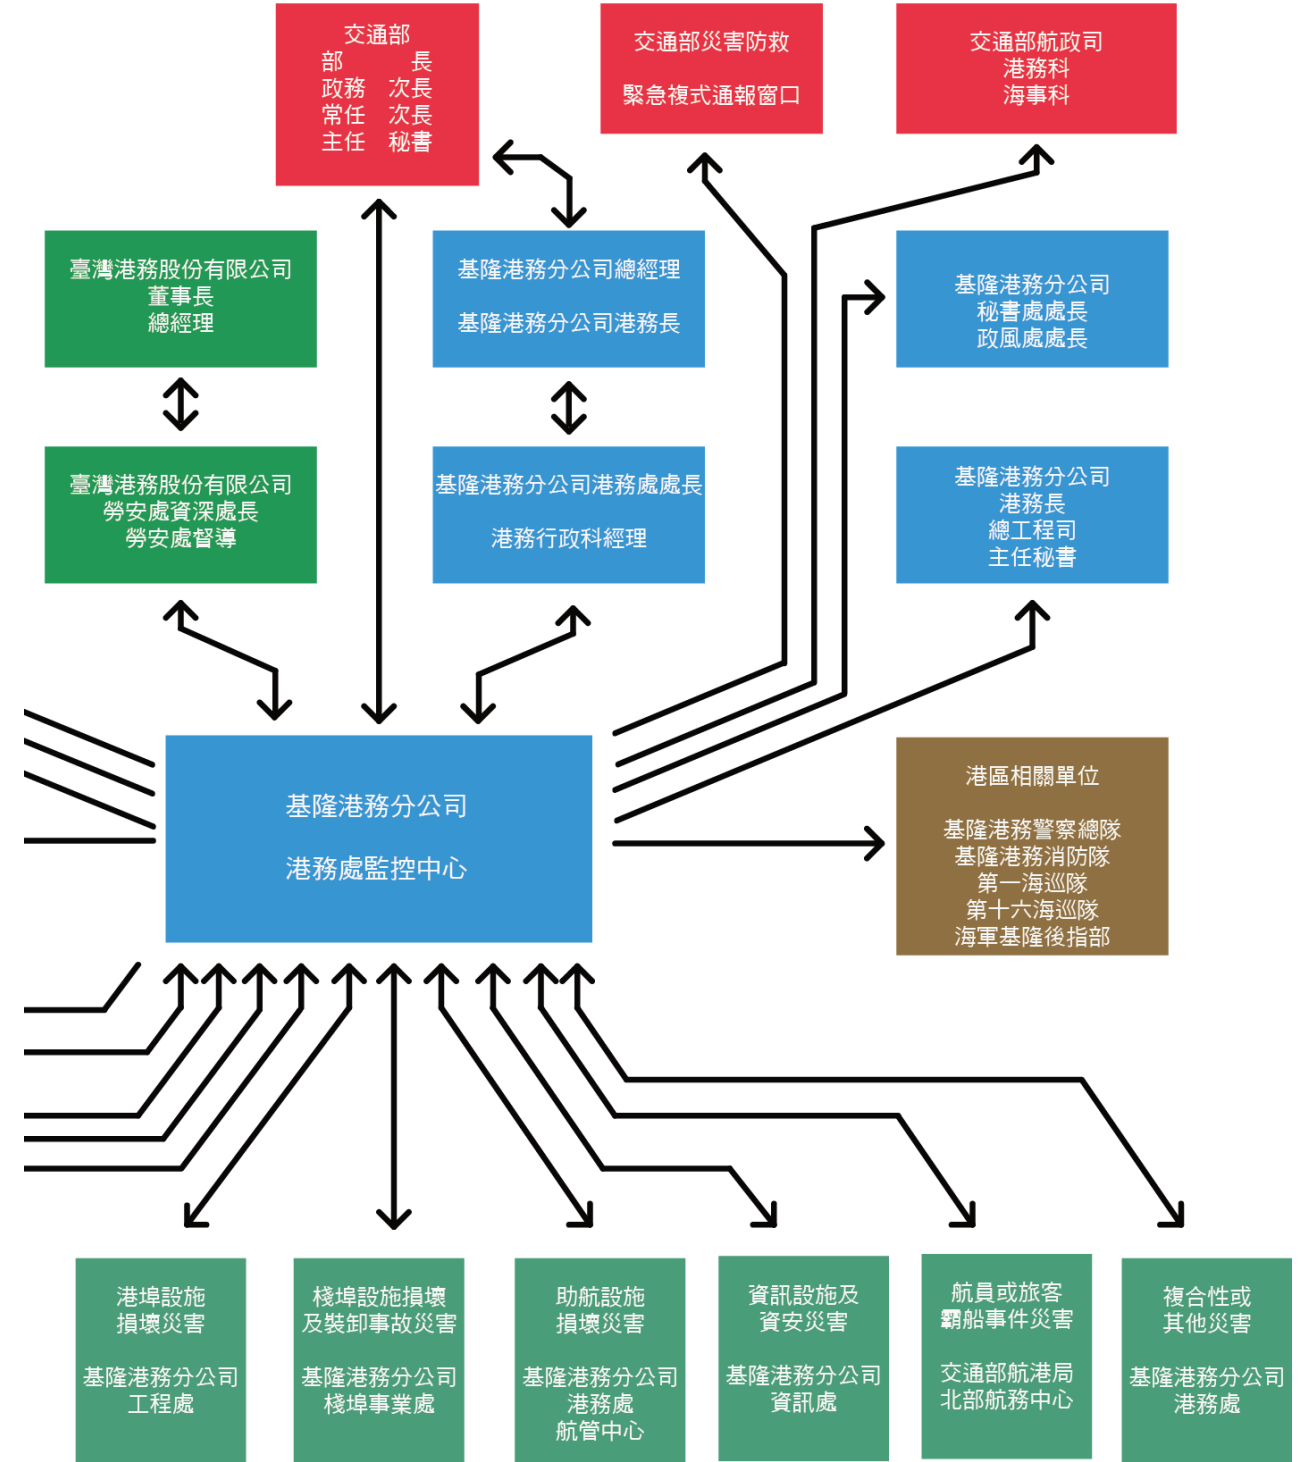 交通部
部　　　長
政務　次長
常任　次長
主任　秘書
交通部災害防救
緊急複式通報窗口
交通部航政司
港務科
海事科
臺灣港務股份有限公司
董事長
總經理
基隆港務分公司總經理
基隆港務分公司港務長
基隆港務分公司
秘書處處長
政風處處長
臺灣港務股份有限公司
勞安處資深處長
勞安處督導
基隆港務分公司港務處處長
港務行政科經理
基隆港務分公司
港務長
總工程司
主任秘書
基隆港務分公司
港務處監控中心
港區相關單位
基隆港務警察總隊
基隆港務消防隊
第一海巡隊
第十六海巡隊
海軍基隆後指部
港埠設施
損壞災害
基隆港務分公司
工程處
棧埠設施損壞
及裝卸事故災害
基隆港務分公司
棧埠事業處
助航設施
損壞災害
基隆港務分公司
港務處
航管中心
資訊設施及
資安災害
基隆港務分公司
資訊處
航員或旅客
霸船事件災害
交通部航港局
北部航務中心
複合性或
其他災害
基隆港務分公司
港務處